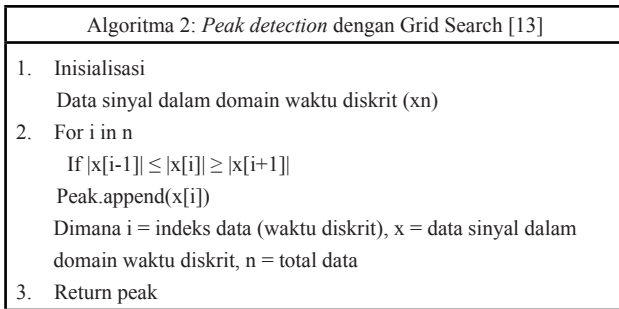 Algoritma 2: Peak detection dengan Grid Search [13]
1. Inisialisasi
Data sinyal dalam domain waktu diskrit (xn)
2. For i in n
If |x[i-1]| ≤ |x[i]| ≥ |x[i+1]|
Peak.append(x[i])
Dimana i = indeks data (waktu diskrit), x = data sinyal dalam
domain waktu diskrit, n = total data
3. Return peak